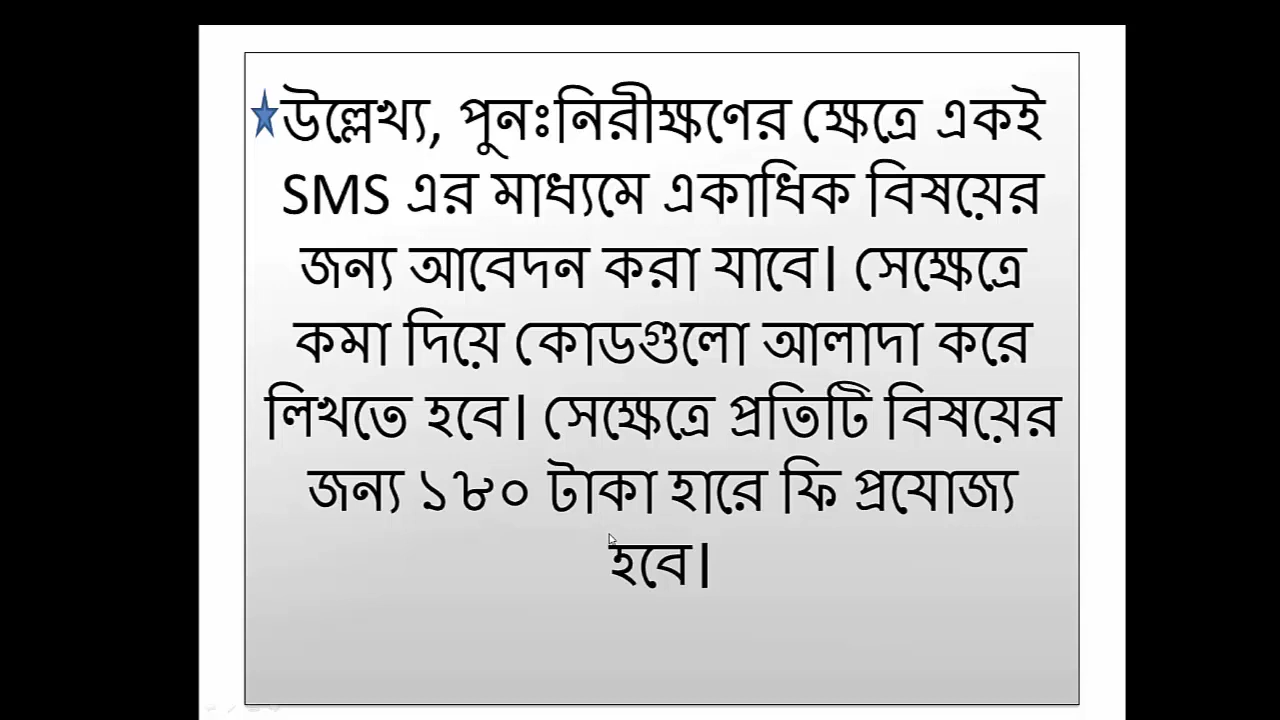 উল্লেখ্য, পুনঃনিরীক্ষণের ক্ষেত্রে একই
SMS এর মাধ্যমে একাধিক বিষয়ের
জন্য আবেদন করা যাবে। সেক্ষেত্রে
কমা দিয়ে কোডগুলো আলাদা করে
লিখতে হবে। সেক্ষেত্রে প্রতিটি বিষয়ের
জন্য ১৮০ টাকা হারে ফি প্রযোজ্য
হবে।